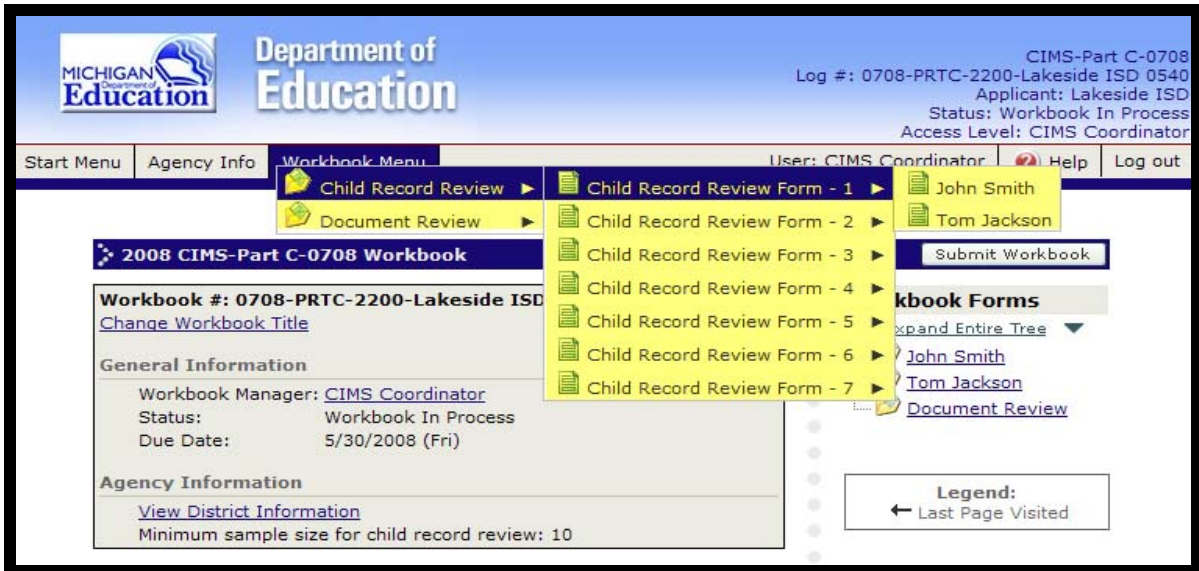 MICHIGAN
Department of
Education
Department of
Education
CIMS-Part C-0708
Log #: 0708-PRTC-2200-Lakeside ISD 0540
Applicant: Lakeside ISD
Status: Workbook In Process
Access Level: CIMS Coordinator
Start Menu Agency Info Workbook Menu User: CIMS Coordinator Help Log out
Child Record Review
Document Review
Child Record Review Form - 1
Child Record Review Form - 2
Child Record Review Form - 3
Child Record Review Form - 4
Child Record Review Form - 5
Child Record Review Form - 6
Child Record Review Form - 7
John Smith
Tom Jackson
2008 CIMS-Part C-0708 Workbook
Submit Workbook
Workbook #: 0708-PRTC-2200-Lakeside ISD
Change Workbook Title
General Information
Workbook Manager: CIMS Coordinator
Status: Workbook In Process
Due Date: 5/30/2008 (Fri)
Agency Information
View District Information
Minimum sample size for child record review: 10
kbook Forms
xpand Entire Tree
John Smith
Tom Jackson
Document Review
Legend:
Last Page Visited